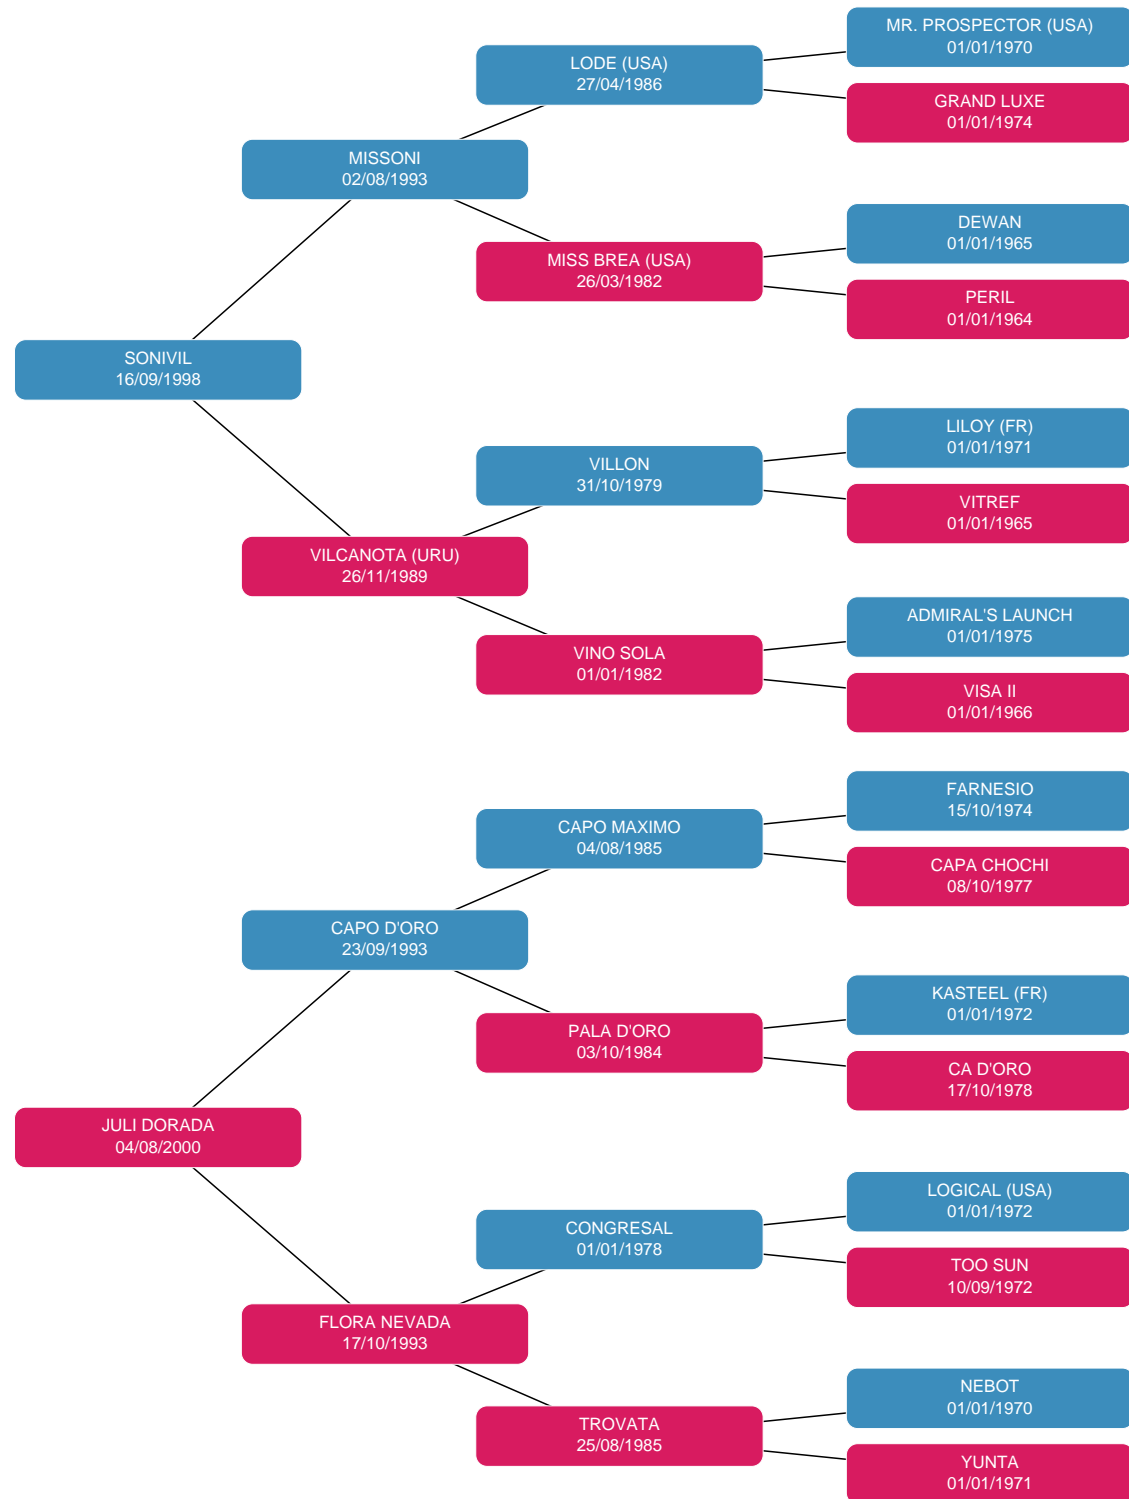 MR. PROSPECTOR (USA)
01/01/1970
LODE (USA)
27/04/1986
GRAND LUXE
01/01/1974
MISSONI
02/08/1993
DEWAN
01/01/1965
MISS BREA (USA)
26/03/1982
PERIL
01/01/1964
SONIVIL
16/09/1998
LILOY (FR)
01/01/1971
VILLON
31/10/1979
VITREF
01/01/1965
VILCANOTA (URU)
26/11/1989
ADMIRAL'S LAUNCH
01/01/1975
VINO SOLA
01/01/1982
VISA II
01/01/1966
FARNESIO
15/10/1974
CAPO MAXIMO
04/08/1985
CAPA CHOCHI
08/10/1977
CAPO D'ORO
23/09/1993
KASTEEL (FR)
01/01/1972
PALA D'ORO
03/10/1984
CA D'ORO
17/10/1978
JULI DORADA
04/08/2000
LOGICAL (USA)
01/01/1972
CONGRESAL
01/01/1978
TOO SUN
10/09/1972
FLORA NEVADA
17/10/1993
NEBOT
01/01/1970
TROVATA
25/08/1985
YUNTA
01/01/1971